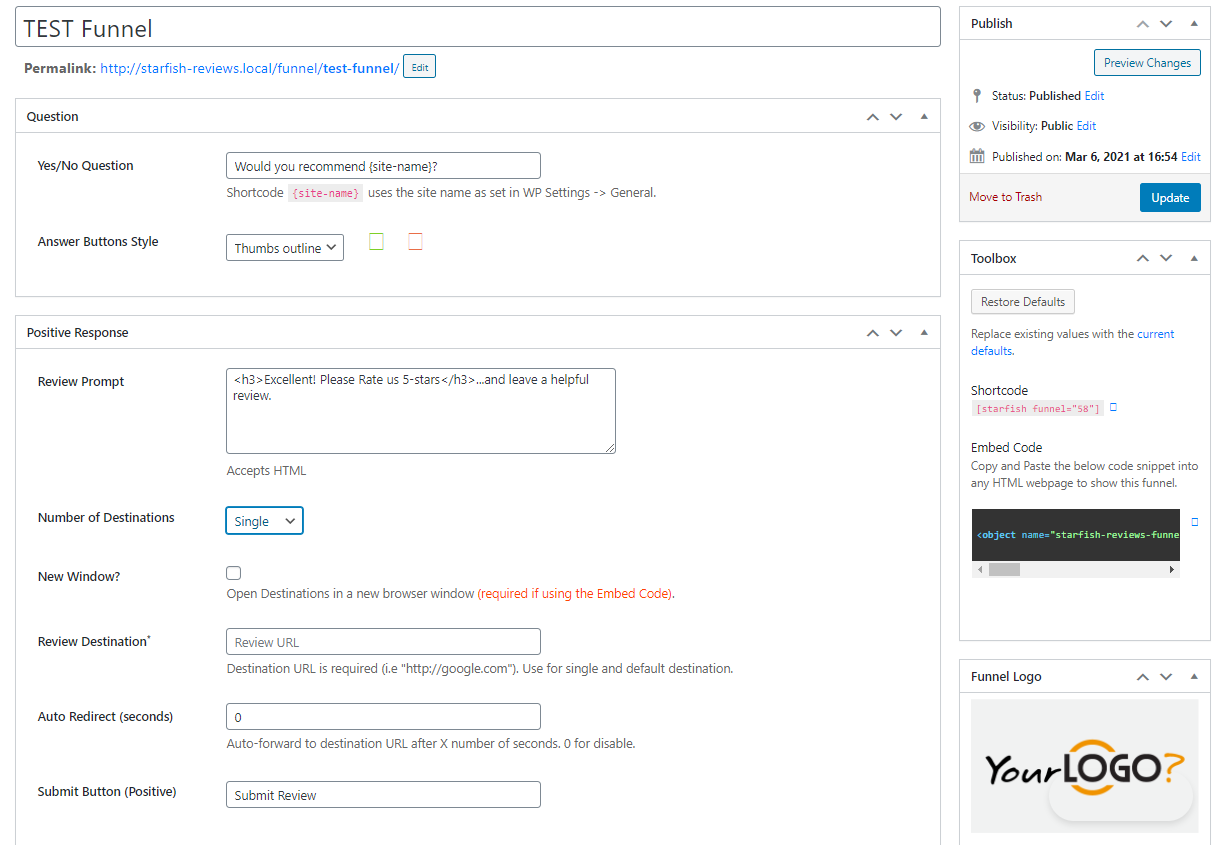 TEST Funnel
Permalink: http://starfish-reviews.local/funnel/test-funnel/ Edit
Question
Yes/No Question
Would you recommend {site-name}?
Shortcode {site-name} uses the site name as set in WP Settings -> General.
Answer Buttons Style
Thumbs outline
Positive Response
Review Prompt
<h3>Excellent! Please Rate us 5-stars</h3>...and leave a helpful
review.
Accepts HTML
Number of Destinations
Single
New Window?
Open Destinations in a new browser window (required if using the Embed Code).
Review Destination*
Review URL
Destination URL is required (i.e "http://google.com"). Use for single and default destination.
Auto Redirect (seconds)
0
Auto-forward to destination URL after X number of seconds. 0 for disable.
Submit Button (Positive)
Submit Review
Publish
Preview Changes
Status: Published Edit
Visibility: Public Edit
Published on: Mar 6, 2021 at 16:54 Edit
Move to Trash
Update
Toolbox
Restore Defaults
Replace existing values with the current
defaults.
Shortcode
[starfish funnel="58"]
Embed Code
Copy and Paste the below code snippet into
any HTML webpage to show this funnel.
<object name="starfish-reviews-funne
Funnel Logo
YourLOGO?